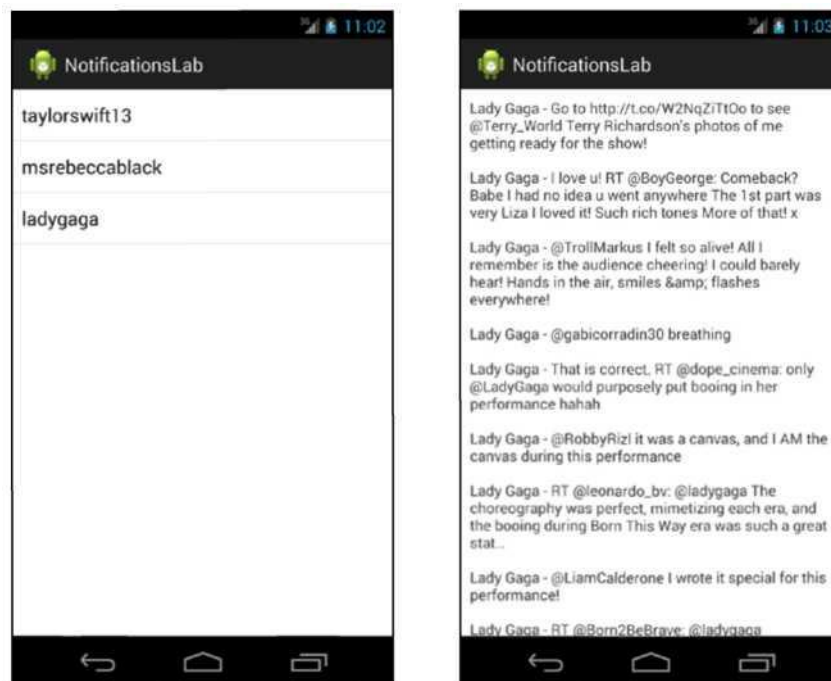 11:02
NotificationsLab
taylorswift13
msrebeccablack
ladygaga
11:03
NotificationsLab
Lady Gaga - Go to http://t.co/W2NqZiTtOo to see
@Terry_World Terry Richardson's photos of me
getting ready for the show!
Lady Gaga - I love u! RT @BoyGeorge: Comeback?
Babe I had no idea u went anywhere The 1st part was
very Liza I loved it! Such rich tones More of that! x
Lady Gaga - @TrollMarkus I felt so alive! All I
remember is the audience cheering! I could barely
hear! Hands in the air, smiles &amp; flashes
everywhere!
Lady Gaga - @gabicorradin30 breathing
Lady Gaga - That is correct. RT @dope_cinema: only
@LadyGaga would purposely put booing in her
performance hahah
Lady Gaga - @RobbyRizl it was a canvas, and I AM the
canvas during this performance
Lady Gaga - RT @leonardo_bv: @ladygaga The
choreography was perfect, mimetizing each era, and
the booing during Born This Way era was such a great
stat...
Lady Gaga - @LiamCalderone I wrote it special for this
performance!
Lady Gaga - RT @Born2BeBrave: @ladygaga